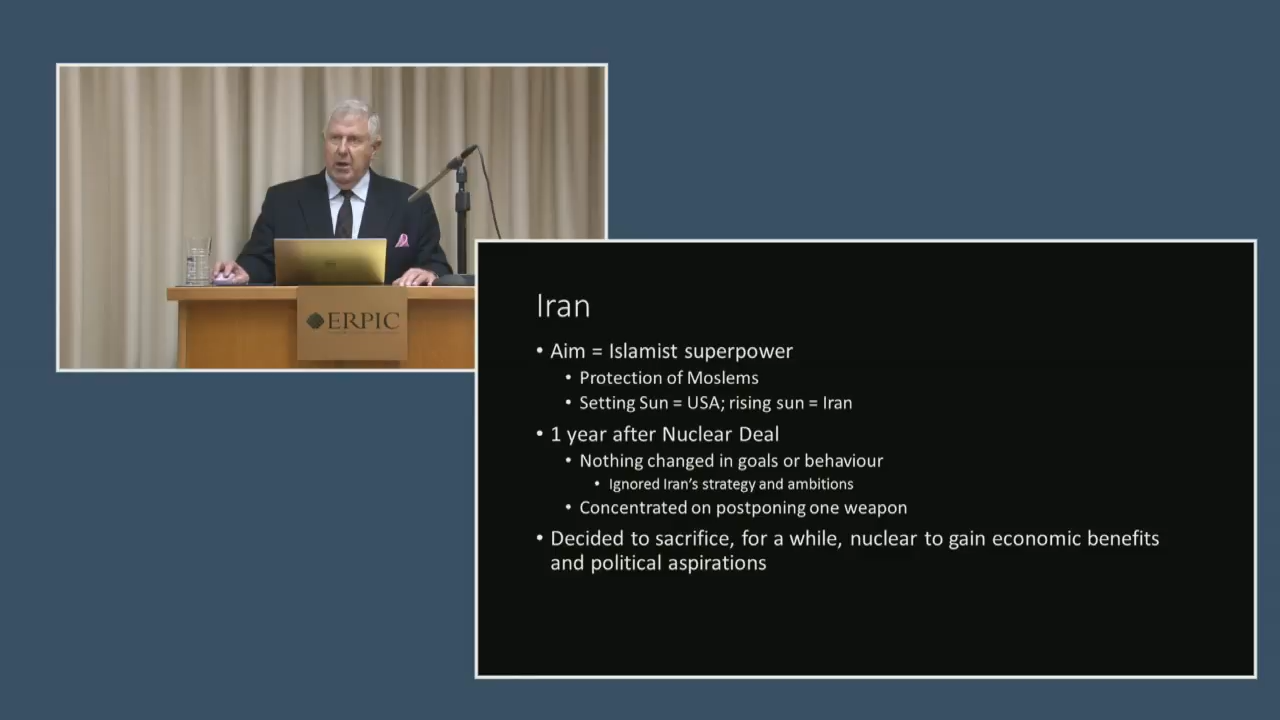 ERPIC
Iran
• Aim = Islamist superpower
• Protection of Moslems
• Setting Sun = USA; rising sun = Iran
• 1 year after Nuclear Deal
• Nothing changed in goals or behaviour
• Ignored Iran's strategy and ambitions
• Concentrated on postponing one weapon
• Decided to sacrifice, for a while, nuclear to gain economic benefits
and political aspirations